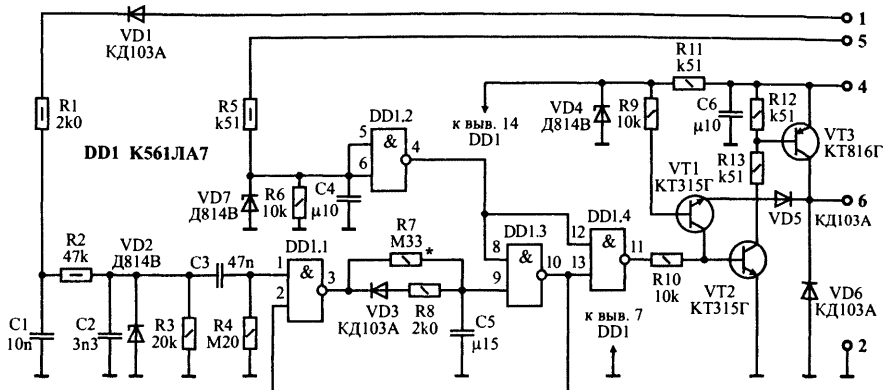 1
VD1
КД103А
5
R1
2k0
R5
k51
DD1 К561ЛА7
DD1.2
&
5
6
4
к выв. 14
DD1
R11
k51
4
VD4
Д814В
R9
10k
C6
µ10
R12
k51
VT3
КТ816Г
R13
k51
VT1
КТ315Г
VD5
6
КД103А
VD7
Д814В
R6
10k
C4
µ10
R2
47k
VD2
Д814В
C3
47n
DD1.1
&
1
2
3
R7
M33
*
VD3
КД103А
R8
2k0
DD1.3
&
8
9
10
DD1.4
&
12
13
11
R10
10k
VT2
КТ315Г
VD6
КД103А
C1
10n
C2
3n3
R3
20k
R4
M20
C5
µ15
к выв. 7
DD1
2